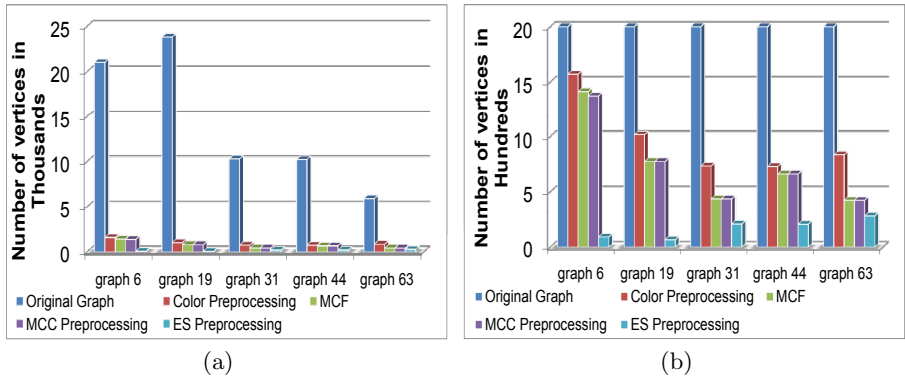 Number of vertices in
Thousands
25
20
15
10
5
0
graph 6 graph 19 graph 31 graph 44 graph 63
Original Graph Color Preprocessing MCF
MCC Preprocessing ES Preprocessing
(a)
Number of vertices in
Hundreds
20
15
10
5
0
graph 6 graph 19 graph 31 graph 44 graph 63
Original Graph Color Preprocessing MCF
MCC Preprocessing ES Preprocessing
(b)